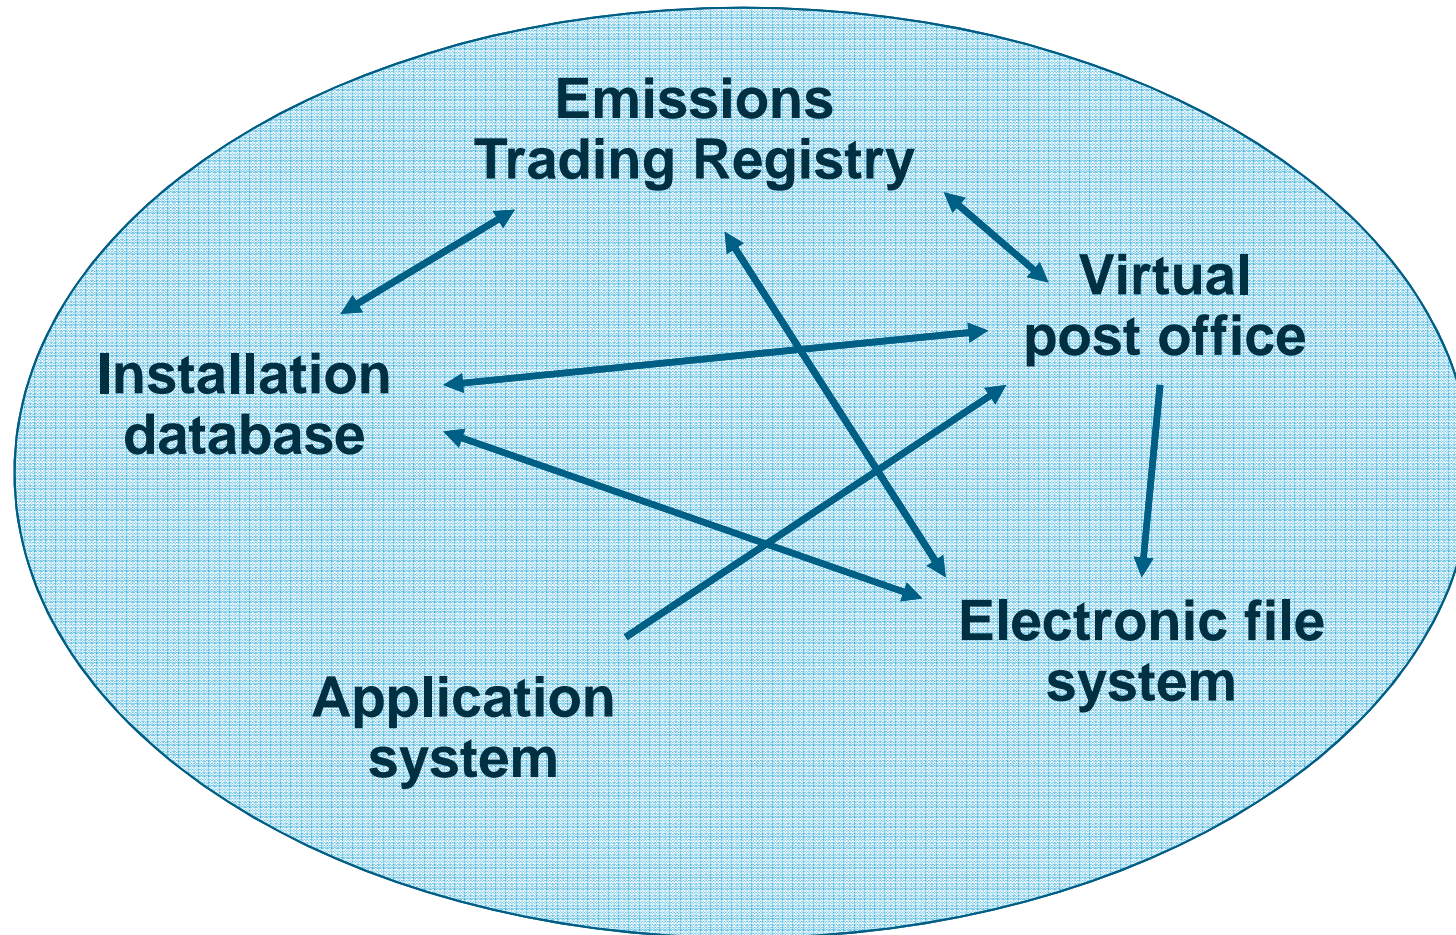 Emissions
Trading Registry
Virtual
post office
Installation
database
Electronic file
system
Application
system